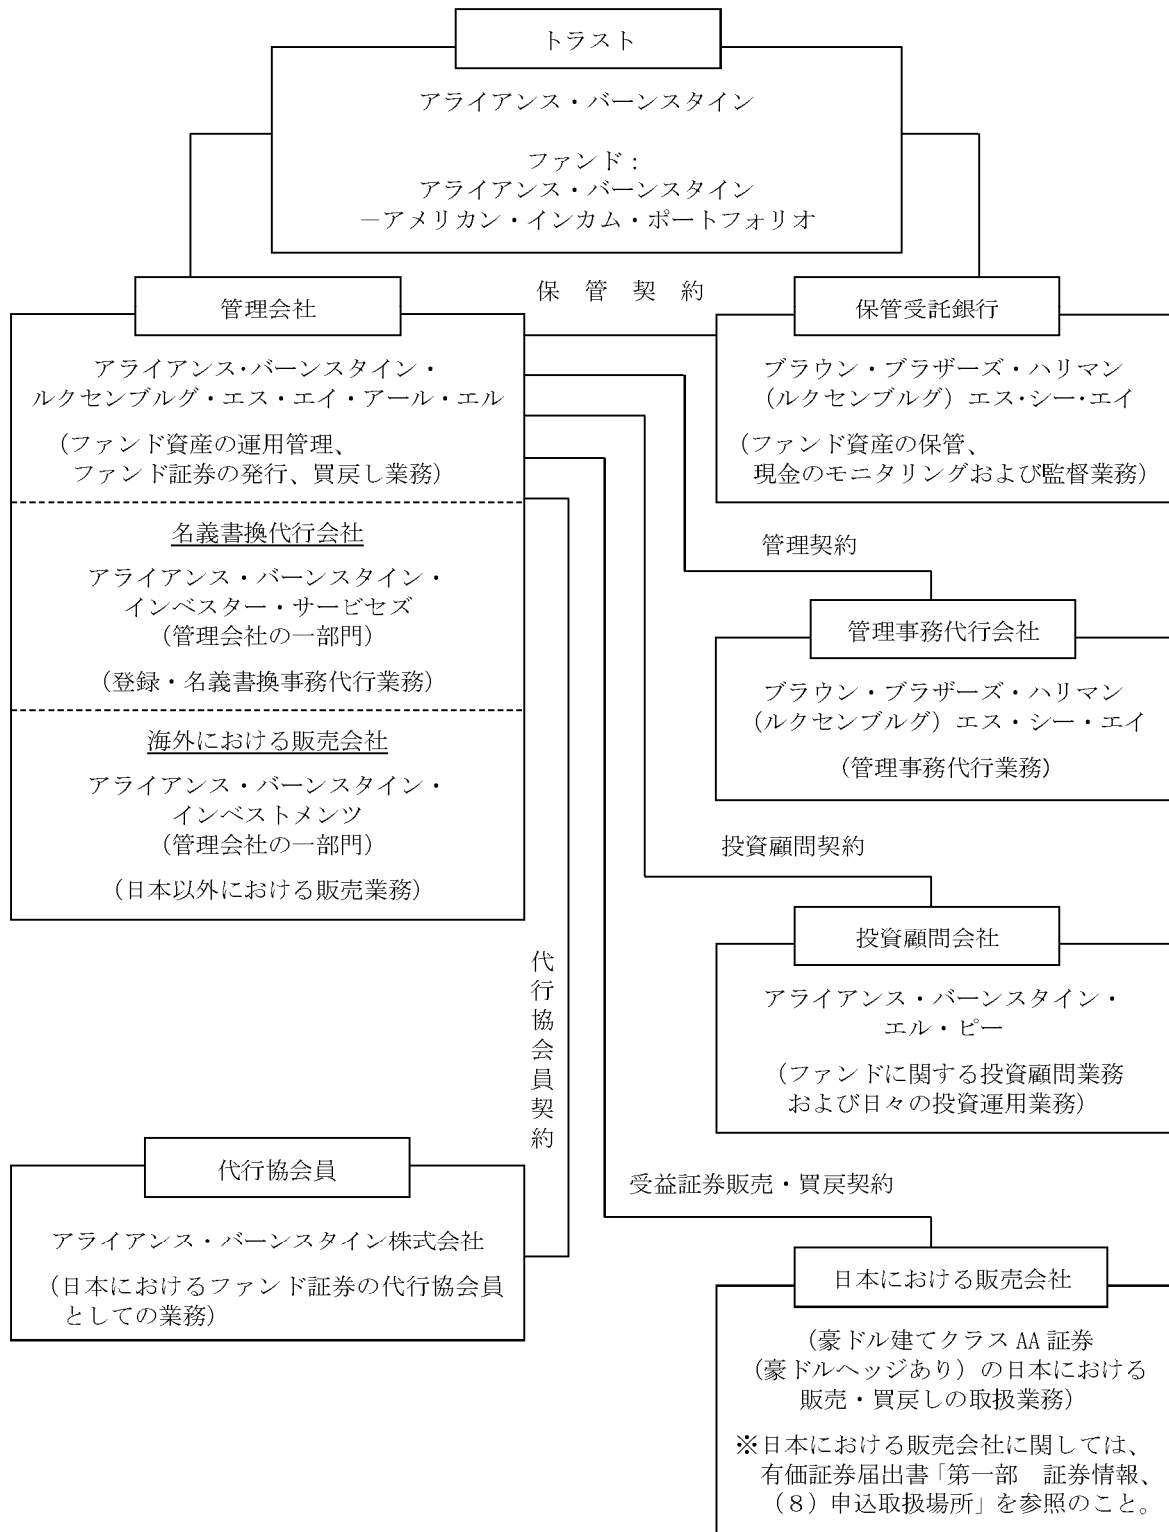 トラスト
アライアンス・バーンスタイン
ファンド：
アライアンス・バーンスタイン
－アメリカン・インカム・ポートフォリオ
管理会社
アライアンス・バーンスタイン・
ルクセンブルグ・エス・エイ・アール・エル
（ファンド資産の運用管理、
ファンド証券の発行、買戻し業務）
名義書換代行会社
アライアンス・バーンスタイン・
インベスター・サービセズ
（管理会社の一部門）
（登録・名義書換事務代行業務）
海外における販売会社
アライアンス・バーンスタイン・
インベストメンツ
（管理会社の一部門）
（日本以外における販売業務）
保　管　契　約
保管受託銀行
ブラウン・ブラザーズ・ハリマン
（ルクセンブルグ）エス・シー・エイ
（ファンド資産の保管、
現金のモニタリングおよび監督業務）
管理契約
管理事務代行会社
ブラウン・ブラザーズ・ハリマン
（ルクセンブルグ）エス・シー・エイ
（管理事務代行業務）
投資顧問契約
投資顧問会社
アライアンス・バーンスタイン・
エル・ピー
（ファンドに関する投資顧問業務
および日々の投資運用業務）
代行協会員契約
代行協会員
アライアンス・バーンスタイン株式会社
（日本におけるファンド証券の代行協会員
としての業務）
受益証券販売・買戻契約
日本における販売会社
（豪ドル建てクラス AA 証券
（豪ドルヘッジあり）の日本における
販売・買戻しの取扱業務）
※日本における販売会社に関しては、
有価証券届出書「第一部　証券情報、
（８）申込取扱場所」を参照のこと。